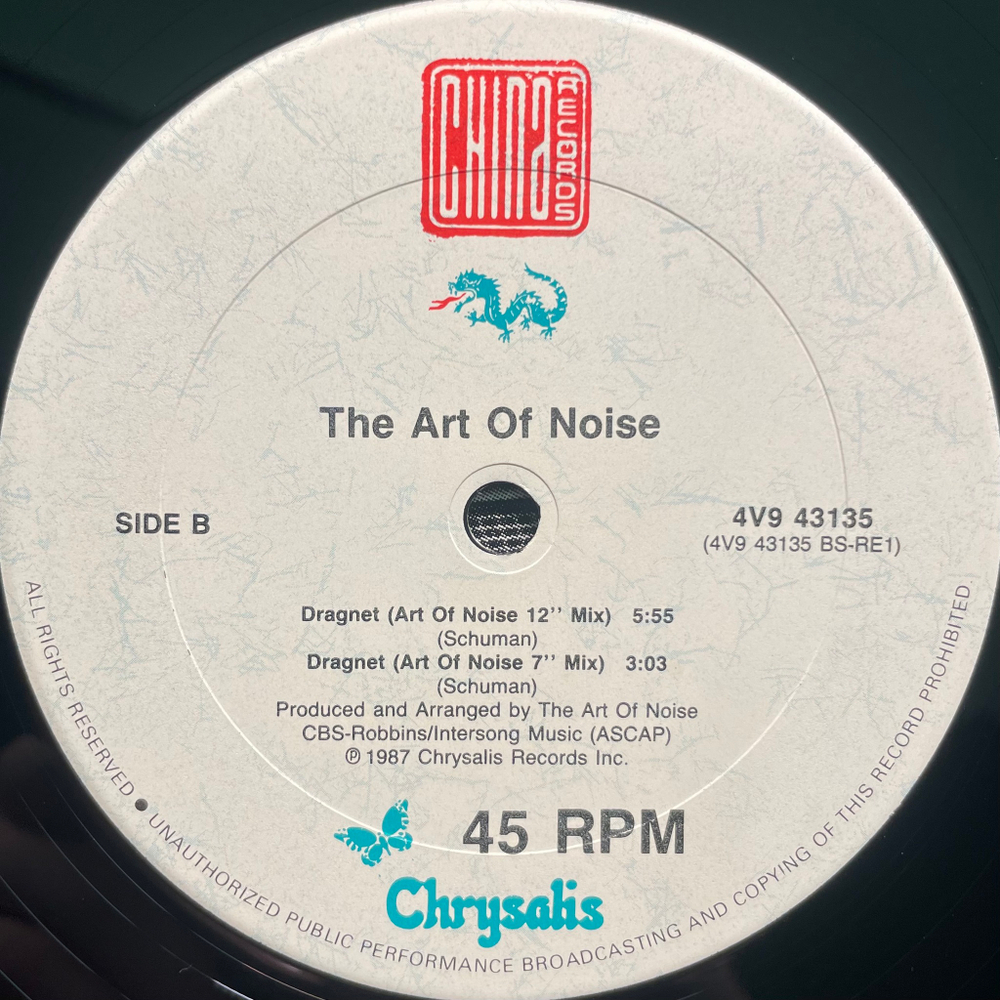 CHINA RECORDS
The Art Of Noise
SIDE B
4V9 43135
(4V9 43135 BS-RE1)
Dragnet (Art Of Noise 12'' Mix) 5:55
(Schuman)
Dragnet (Art Of Noise 7'' Mix) 3:03
(Schuman)
Produced and Arranged by The Art Of Noise
CBS-Robbins/Intersong Music (ASCAP)
℗ 1987 Chrysalis Records Inc.
45 RPM
Chrysalis
ALL RIGHTS RESERVED ● UNAUTHORIZED PUBLIC PERFORMANCE BROADCASTING AND COPYING OF THIS RECORD PROHIBITED.